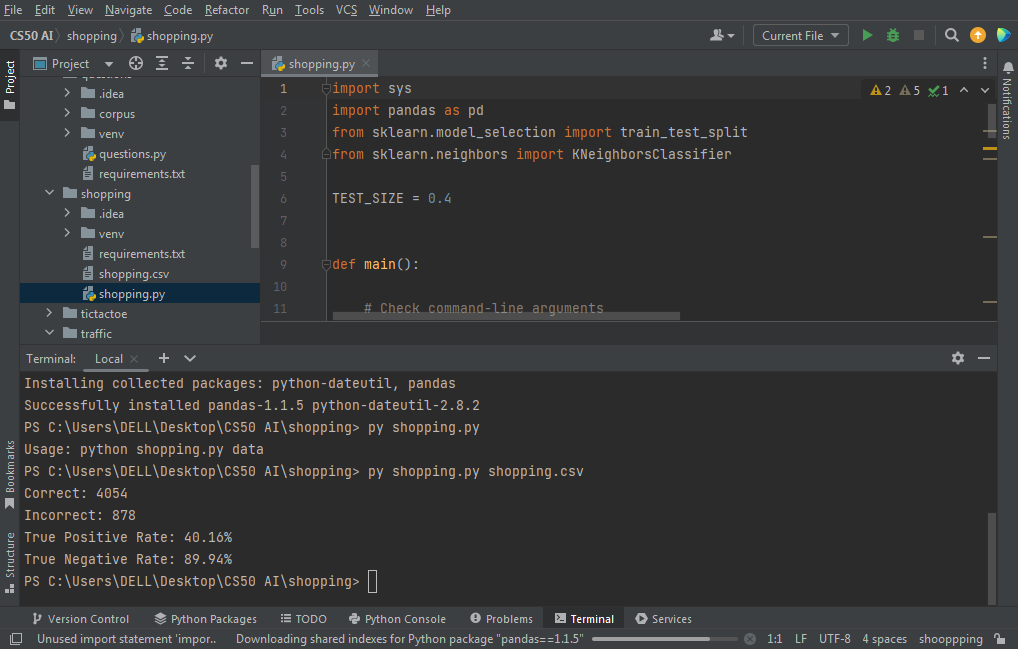 File Edit View Navigate Code Refactor Run Tools VCS Window Help
CS50 AI shopping shopping.py Current File
Project shopping.py
Project
Notifications
questions
.idea
corpus
venv
questions.py
requirements.txt
shopping
.idea
venv
requirements.txt
shopping.csv
shopping.py
tictactoe
traffic
2 5 1
1 import sys
2 import pandas as pd
3 from sklearn.model_selection import train_test_split
4 from sklearn.neighbors import KNeighborsClassifier
5
6 TEST_SIZE = 0.4
7
8
9 def main():
10
11 # Check command-line arguments
Terminal: Local
Installing collected packages: python-dateutil, pandas
Successfully installed pandas-1.1.5 python-dateutil-2.8.2
PS C:\Users\DELL\Desktop\CS50 AI\shopping> py shopping.py
Usage: python shopping.py data
PS C:\Users\DELL\Desktop\CS50 AI\shopping> py shopping.py shopping.csv
Correct: 4054
Incorrect: 878
True Positive Rate: 40.16%
True Negative Rate: 89.94%
PS C:\Users\DELL\Desktop\CS50 AI\shopping>
Bookmarks
Structure
Version Control Python Packages TODO Python Console Problems Terminal Services
Unused import statement 'impor.. Downloading shared indexes for Python package "pandas==1.1.5" 1:1 LF UTF-8 4 spaces shooppping